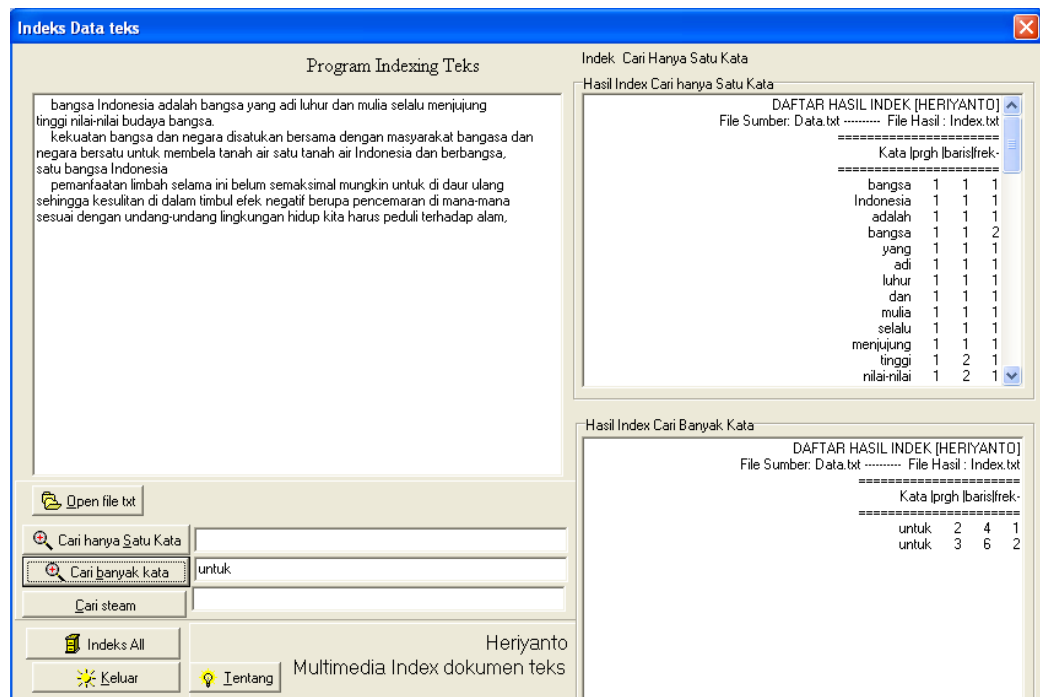 Indeks Data teks
Program Indexing Teks
bangsa Indonesia adalah bangsa yang adi luhur dan mulia selalu menjujung
tinggi nilai-nilai budaya bangsa.
kekuatan bangsa dan negara disatukan bersama dengan masyarakat bangasa dan
negara bersatu untuk membela tanah air satu tanah air Indonesia dan berbangsa,
satu bangsa Indonesia
pemanfaatan limbah selama ini belum semaksimal mungkin untuk di daur ulang
sehingga kesulitan di dalam timbul efek negatif berupa pencemaran di mana-mana
sesuai dengan undang-undang lingkungan hidup kita harus peduli terhadap alam,
Open file txt
Cari hanya Satu Kata
Cari banyak kata
untuk
Cari steam
Indeks All
Keluar
Tentang
Heriyanto
Multimedia Index dokumen teks
Indek Cari Hanya Satu Kata
Hasil Index Cari hanya Satu Kata
DAFTAR HASIL INDEK [HERIYANTO]
File Sumber: Data.txt ---------- File Hasil : Index.txt
=======================
Kata |prgh |baris|frek-
=======================
bangsa 1 1 1
Indonesia 1 1 1
adalah 1 1 1
bangsa 1 1 2
yang 1 1 1
adi 1 1 1
luhur 1 1 1
dan 1 1 1
mulia 1 1 1
selalu 1 1 1
menjujung 1 1 1
tinggi 1 2 1
nilai-nilai 1 2 1
Hasil Index Cari Banyak Kata
DAFTAR HASIL INDEK [HERIYANTO]
File Sumber: Data.txt ---------- File Hasil : Index.txt
=======================
Kata |prgh |baris|frek-
=======================
untuk 2 4 1
untuk 3 6 2